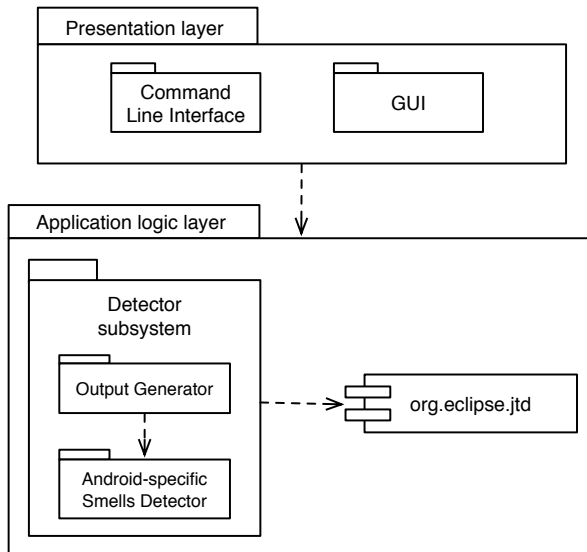 Presentation layer
Command
Line Interface
GUI
Application logic layer
Detector
subsystem
Output Generator
org.eclipse.jtd
Android-specific
Smells Detector